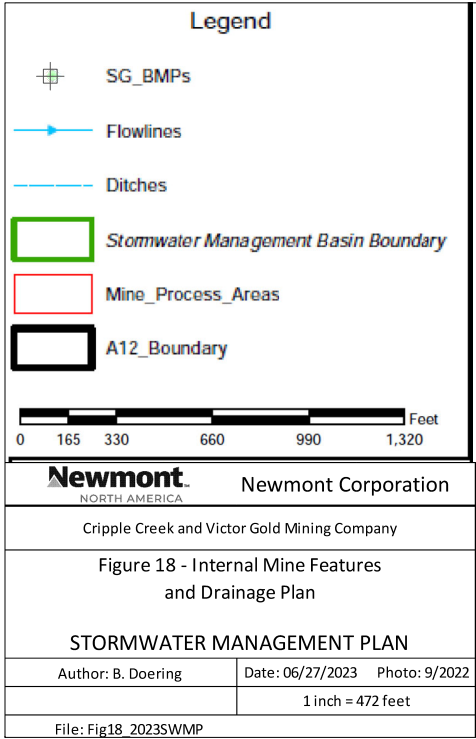 Legend
SG_BMPs
Flowlines
Ditches
Stormwater Management Basin Boundary
Mine_Process_Areas
A12_Boundary
Feet
0 165 330 660 990 1,320
Newmont™ Newmont Corporation
NORTH AMERICA
Cripple Creek and Victor Gold Mining Company
Figure 18 - Internal Mine Features
and Drainage Plan
STORMWATER MANAGEMENT PLAN
Author: B. Doering Date: 06/27/2023 Photo: 9/2022
1 inch = 472 feet
File: Fig18_2023SWMP